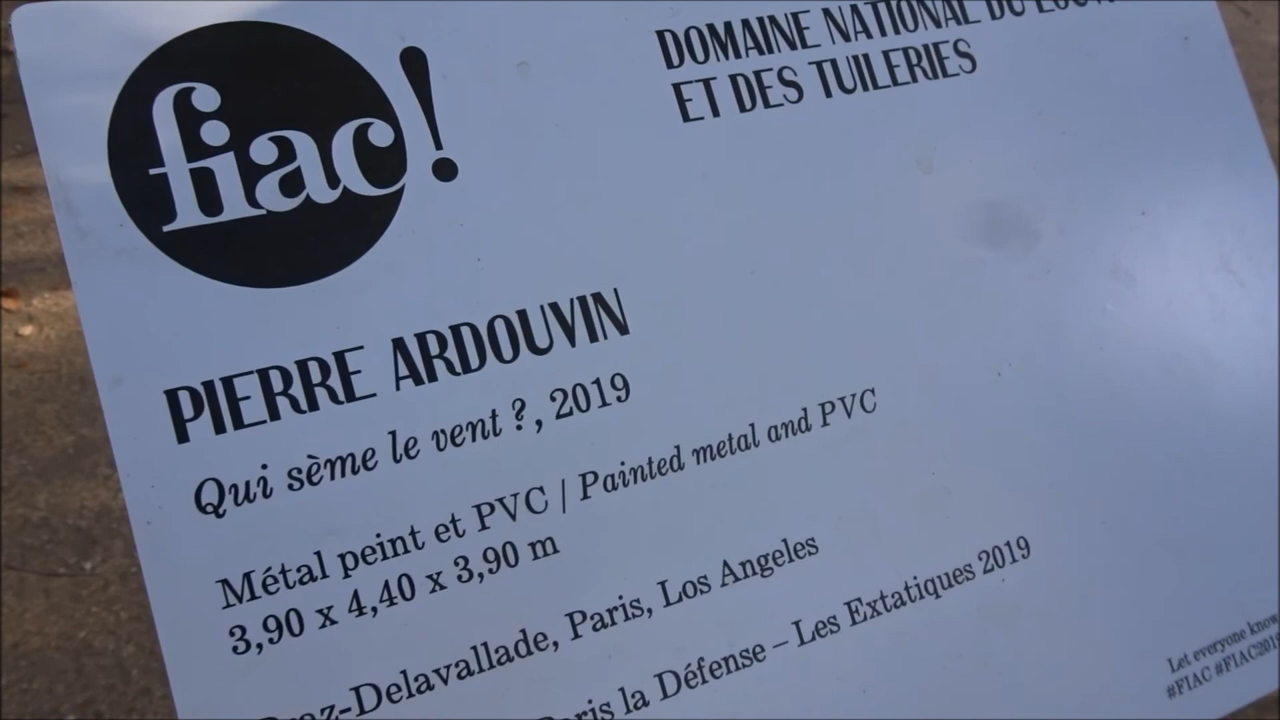 fiac!
DOMAINE NATIONAL DU
ET DES TUILERIES
PIERRE ARDOUVIN
Qui sème le vent ?, 2019
Métal peint et PVC | Painted metal and PVC
3,90 x 4,40 x 3,90 m
-Delavallade, Paris, Los Angeles
la Défense – Les Extatiques 2019
Let everyone know
#FIAC #FIAC201